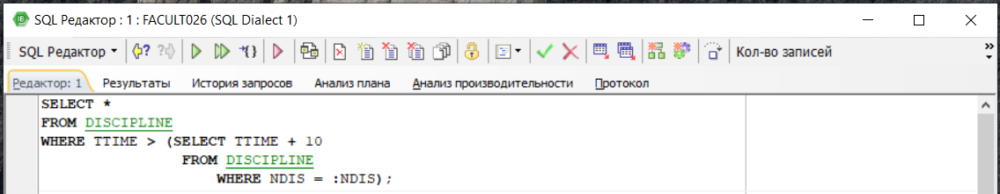 SQL Редактор : 1 : FACULT026 (SQL Dialect 1)
SQL Редактор Кол-во записей
Редактор: 1 Результаты История запросов Анализ плана Анализ производительности Протокол
SELECT *
FROM DISCIPLINE
WHERE TTIME > (SELECT TTIME + 10
FROM DISCIPLINE
WHERE NDIS = :NDIS);